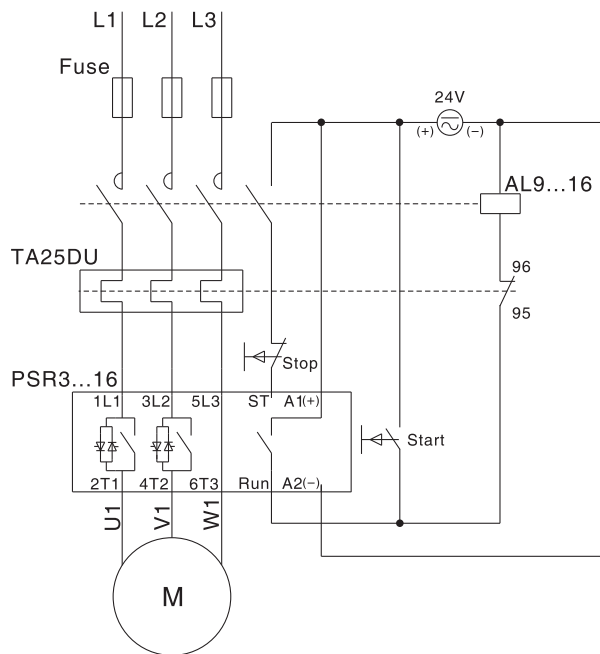 L1 L2 L3
Fuse
24V
(+) (−)
AL9...16
TA25DU
96
95
Stop
PSR3...16
1L1 3L2 5L3 ST A1(+)
Start
2T1 4T2 6T3 Run A2(−)
U1 V1 W1
M